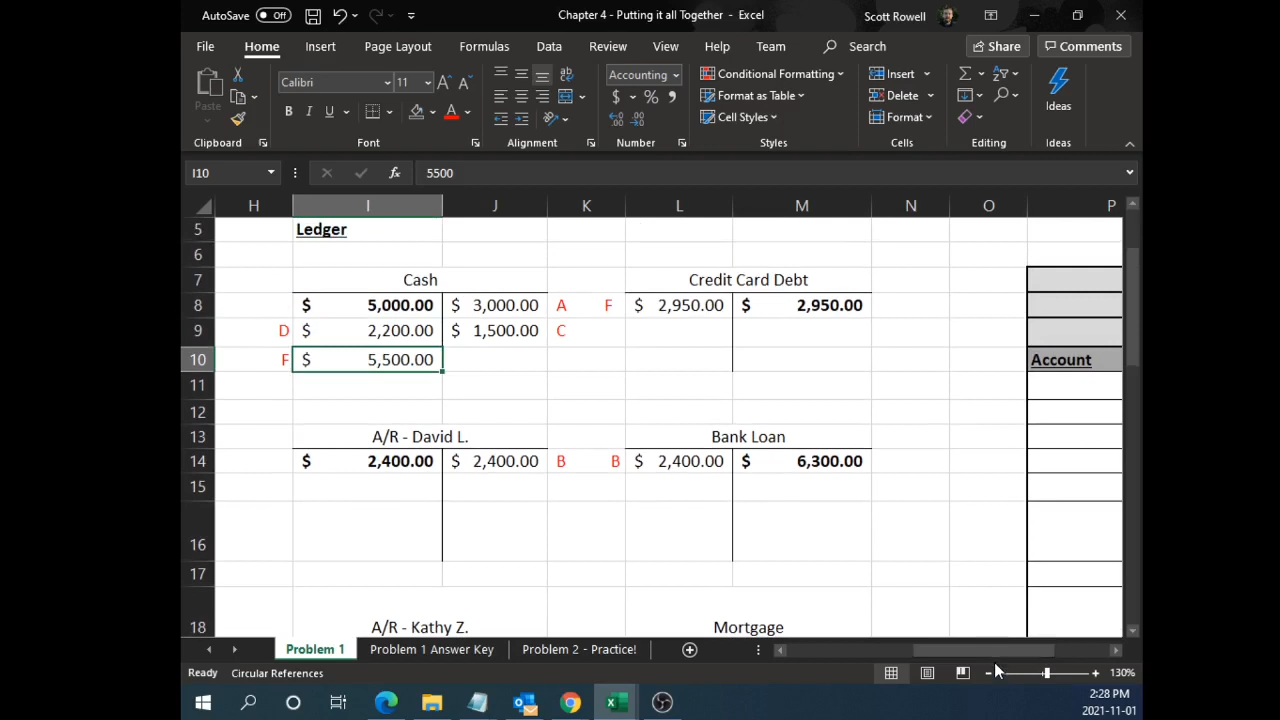 AutoSave Off Chapter 4 - Putting it all Together - Excel Scott Rowell
File Home Insert Page Layout Formulas Data Review View Help Team Search Share Comments
Paste Calibri 11 A A ab Accounting Conditional Formatting Insert Σ Ideas
B I U A $ % 9 Format as Table Delete
Cell Styles Format
Clipboard Font Alignment Number Styles Cells Editing Ideas
I10 fx 5500
H I J K L M N O P
5 Ledger
6
7 Cash Credit Card Debt
8 $ 5,000.00 $ 3,000.00 A F $ 2,950.00 $ 2,950.00
9 D $ 2,200.00 $ 1,500.00 C
10 F $ 5,500.00 Account
11
12
13 A/R - David L. Bank Loan
14 $ 2,400.00 $ 2,400.00 B B $ 2,400.00 $ 6,300.00
15
16
17
18 A/R - Kathy Z. Mortgage
Problem 1 Problem 1 Answer Key Problem 2 - Practice!
Ready Circular References 130%
2:28 PM
2021-11-01